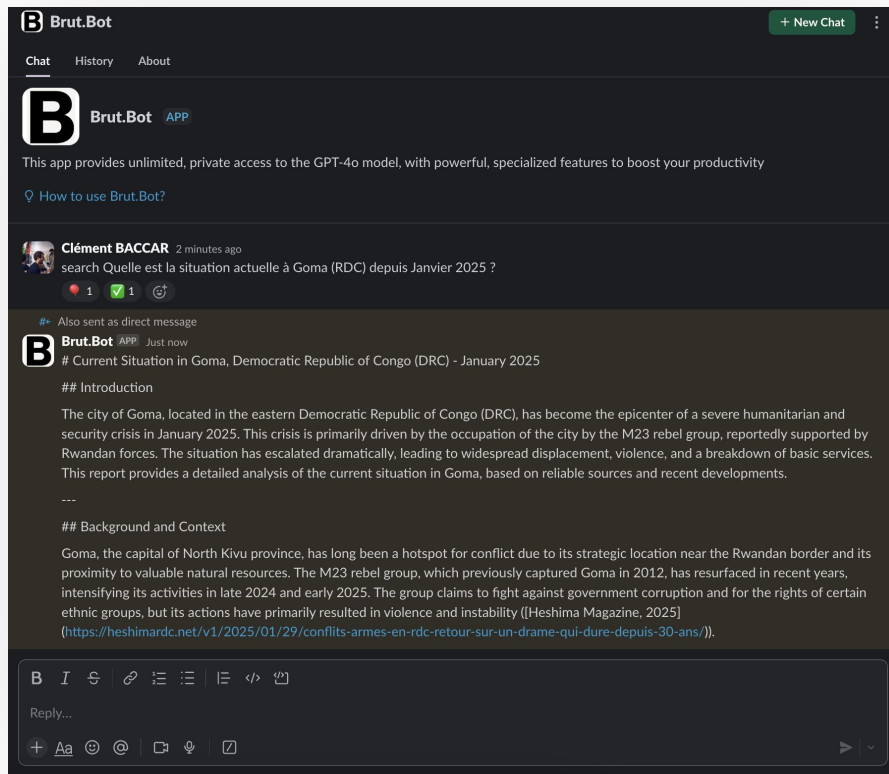 B Brut.Bot
+ New Chat
Chat History About
B Brut.Bot APP
This app provides unlimited, private access to the GPT-4o model, with powerful, specialized features to boost your productivity
How to use Brut.Bot?
Clément BACCAR 2 minutes ago
search Quelle est la situation actuelle à Goma (RDC) depuis Janvier 2025 ?
1 1
Also sent as direct message
B Brut.Bot APP Just now
# Current Situation in Goma, Democratic Republic of Congo (DRC) - January 2025
## Introduction
The city of Goma, located in the eastern Democratic Republic of Congo (DRC), has become the epicenter of a severe humanitarian and
security crisis in January 2025. This crisis is primarily driven by the occupation of the city by the M23 rebel group, reportedly supported by
Rwandan forces. The situation has escalated dramatically, leading to widespread displacement, violence, and a breakdown of basic services.
This report provides a detailed analysis of the current situation in Goma, based on reliable sources and recent developments.
---
## Background and Context
Goma, the capital of North Kivu province, has long been a hotspot for conflict due to its strategic location near the Rwandan border and its
proximity to valuable natural resources. The M23 rebel group, which previously captured Goma in 2012, has resurfaced in recent years,
intensifying its activities in late 2024 and early 2025. The group claims to fight against government corruption and for the rights of certain
ethnic groups, but its actions have primarily resulted in violence and instability ([Heshima Magazine, 2025]
(https://heshimardc.net/v1/2025/01/29/conflits-armes-en-rdc-retour-sur-un-drame-qui-dure-depuis-30-ans/)).
B I S
Reply...
+ Aa @